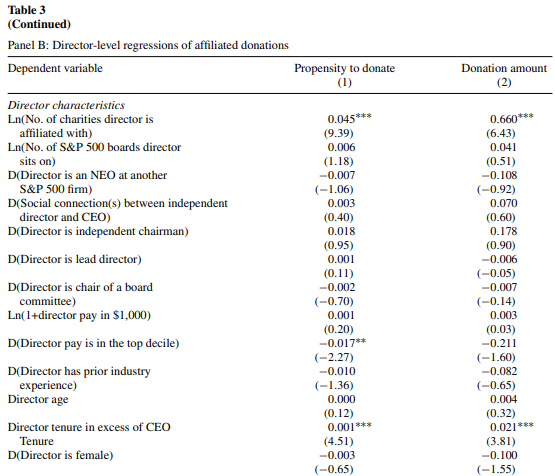 Table 3
(Continued)
Panel B: Director-level regressions of affiliated donations
Dependent variable Propensity to donate Donation amount
(1) (2)
Director characteristics
Ln(No. of charities director is 0.045*** 0.660***
affiliated with) (9.39) (6.43)
Ln(No. of S&P 500 boards director 0.006 0.041
sits on) (1.18) (0.51)
D(Director is an NEO at another −0.007 −0.108
S&P 500 firm) (−1.06) (−0.92)
D(Social connection(s) between independent 0.003 0.070
director and CEO) (0.40) (0.60)
D(Director is independent chairman) 0.018 0.178
(0.95) (0.90)
D(Director is lead director) 0.001 −0.006
(0.11) (−0.05)
D(Director is chair of a board −0.002 −0.007
committee) (−0.70) (−0.14)
Ln(1+director pay in $1,000) 0.001 0.003
(0.20) (0.03)
D(Director pay is in the top decile) −0.017** −0.211
(−2.27) (−1.60)
D(Director has prior industry −0.010 −0.082
experience) (−1.36) (−0.65)
Director age 0.000 0.004
(0.12) (0.32)
Director tenure in excess of CEO 0.001*** 0.021***
Tenure (4.51) (3.81)
D(Director is female) −0.003 −0.100
(−0.65) (−1.55)